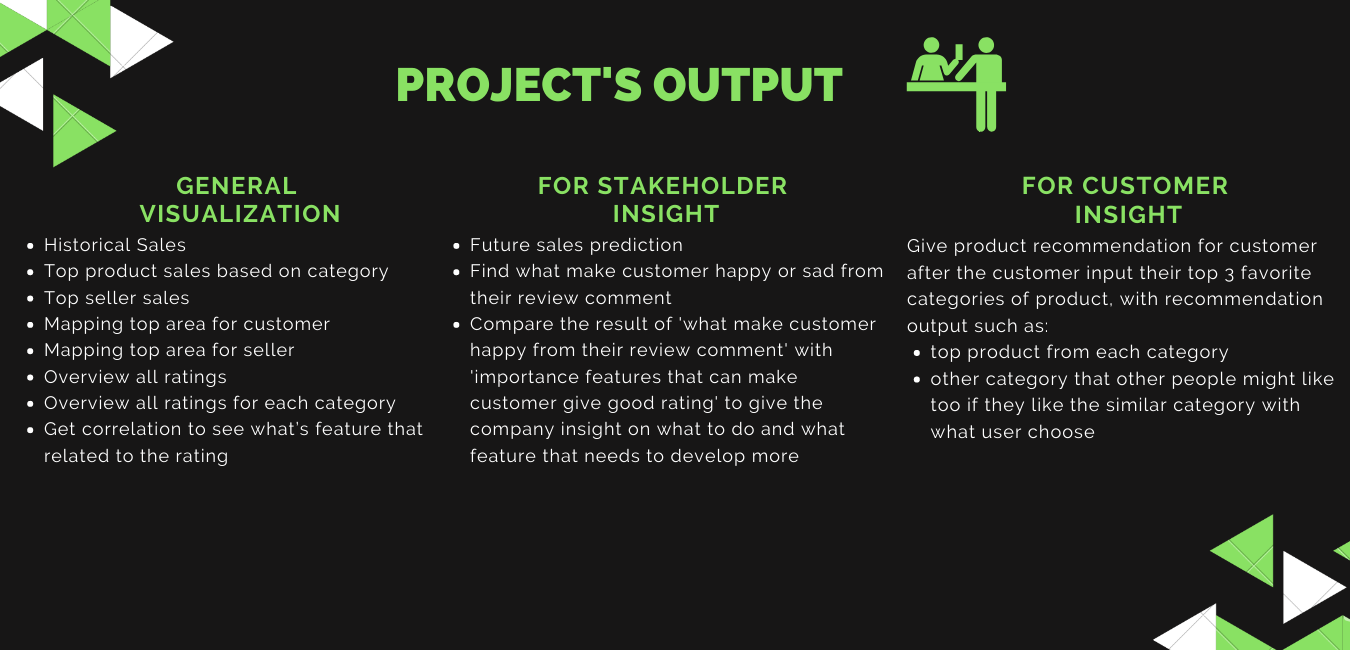 PROJECT'S OUTPUT
GENERAL
VISUALIZATION
• Historical Sales
• Top product sales based on category
• Top seller sales
• Mapping top area for customer
• Mapping top area for seller
• Overview all ratings
• Overview all ratings for each category
• Get correlation to see what's feature that
related to the rating
FOR STAKEHOLDER
INSIGHT
• Future sales prediction
• Find what make customer happy or sad from
their review comment
• Compare the result of 'what make customer
happy from their review comment' with
'importance features that can make
customer give good rating' to give the
company insight on what to do and what
feature that needs to develop more
FOR CUSTOMER
INSIGHT
Give product recommendation for customer
after the customer input their top 3 favorite
categories of product, with recommendation
output such as:
• top product from each category
• other category that other people might like
too if they like the similar category with
what user choose